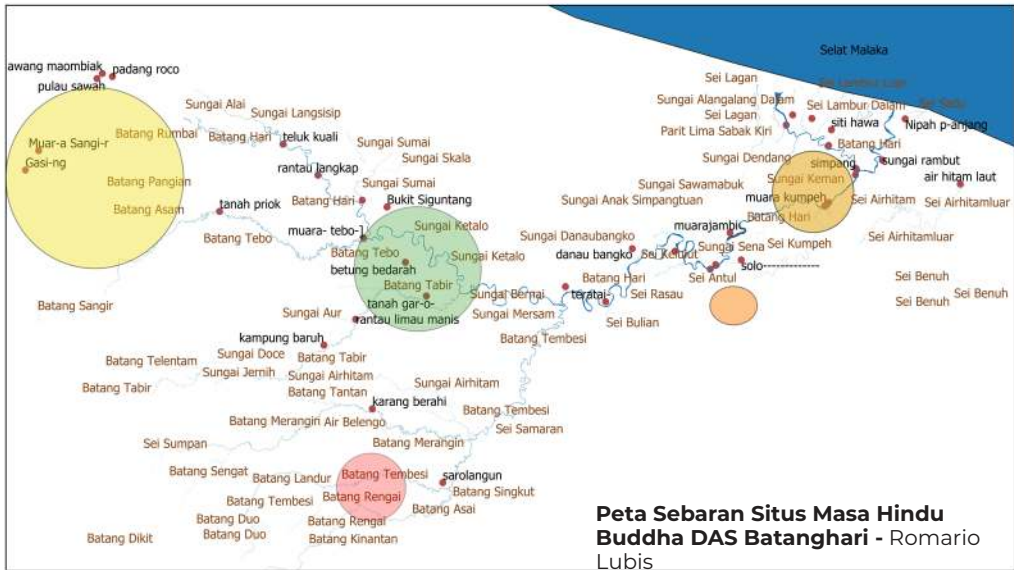 Selat Malaka
awang maombiak
padang roco
pulau sawah
Sei Lagan
Sei Lambur Luar
Sungai Alai
Sungai Langsisip
Sungai Alangalang Dalam
Sei Lambur Dalam
Sei Sadu
Sei Lagan
siti hawa
Nipah p-anjang
Batang Rumbai
Batang Hari
teluk kuali
Sungai Sumai
Parit Lima Sabak Kiri
Batang Hari
Muar-a Sangi-r
Gasi-ng
rantau langkap
Sungai Skala
Sungai Dendang
simpang
sungai rambut
Batang Pangian
Sungai Sumai
Sungai Sawamabuk
Sungai Keman
air hitam laut
Batang Asam
tanah priok
Batang Hari
Bukit Siguntang
Sungai Anak Simpangtuan
muara kumpeh
Sei Airhitam
Sei Airhitamluar
muara- tebo-1
Sungai Ketalo
muarajambi
Batang Hari
Batang Tebo
Batang Tebo
Sungai Danaubangko
Sungai Sena
Sei Kumpeh
Sei Airhitamluar
betung bedarah
Sungai Ketalo
danau bangko
Sei Kelinut
solo-------------
Batang Tabir
Batang Hari
Sei Antul
Sei Benuh
Batang Sangir
tanah gar-o-
Sungai Bernai
teratai-
Sei Rasau
Sei Benuh
Sei Benuh
Sungai Aur
rantau limau manis
Sungai Mersam
Sei Bulian
kampung baruh
Batang Tembesi
Batang Telentam
Sungai Doce
Batang Tabir
Batang Tabir
Sungai Jernih
Sungai Airhitam
Sungai Airhitam
Batang Tantan
karang berahi
Batang Merangin
Air Belengo
Batang Tembesi
Sei Samaran
Sei Sumpan
Batang Merangin
Batang Sengat
Batang Landur
Batang Tembesi
sarolangun
Batang Tembesi
Batang Rengai
Batang Singkut
Batang Duo
Batang Rengai
Batang Asai
Batang Dikit
Batang Duo
Batang Kinantan
Peta Sebaran Situs Masa Hindu
Buddha DAS Batanghari - Romario
Lubis